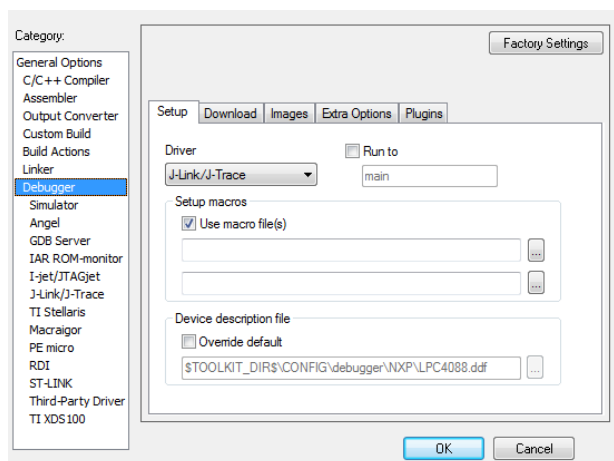 Category:
Factory Settings
General Options
C/C++ Compiler
Assembler
Output Converter
Custom Build
Build Actions
Linker
Debugger
Simulator
Angel
GDB Server
IAR ROM-monitor
I-jet/JTAGjet
J-Link/J-Trace
TI Stellaris
Macraigor
PE micro
RDI
ST-LINK
Third-Party Driver
TI XDS100
Setup Download Images Extra Options Plugins
Driver
Run to
J-Link/J-Trace
main
Setup macros
Use macro file(s)
...
...
Device description file
Override default
$TOOLKIT_DIR$\CONFIG\debugger\NXP\LPC4088.ddf
...
OK Cancel